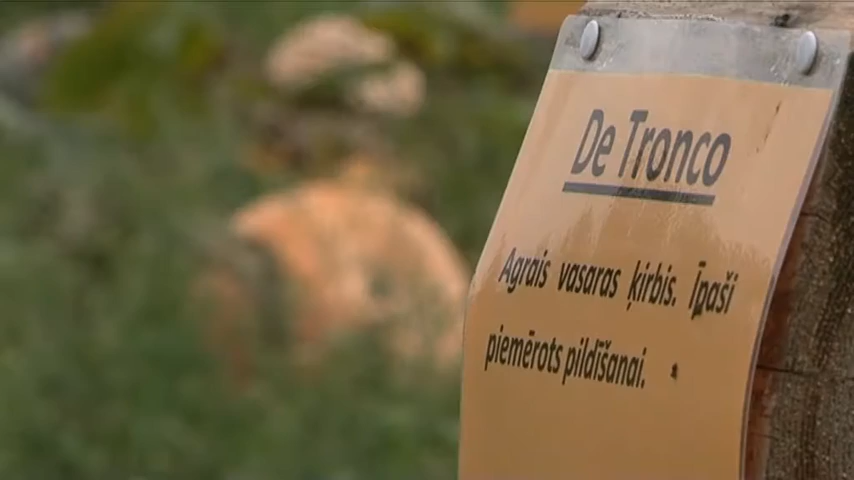 De Tronco
Agrais vasaras ķirbis. Īpaši
piemērots pildīšanai.